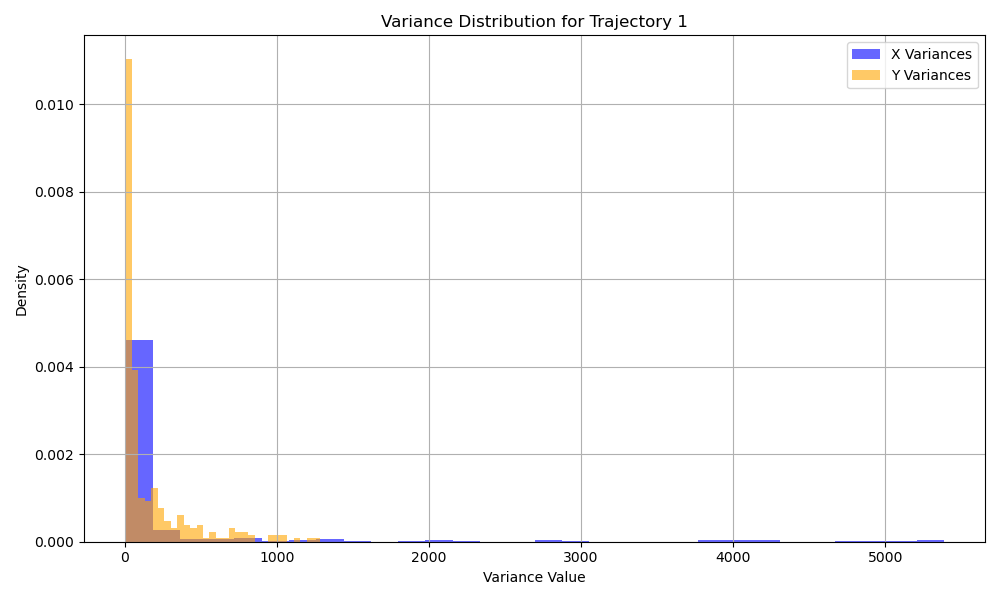 Variance Distribution for Trajectory 1
X Variances
Y Variances
Density
0.010
0.008
0.006
0.004
0.002
0.000
0 1000 2000 3000 4000 5000
Variance Value